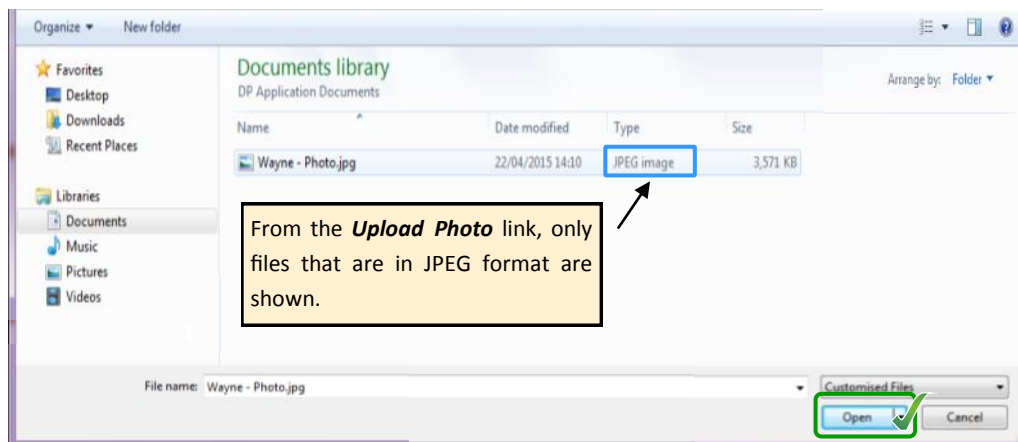 Organize New folder
Favorites
Desktop
Downloads
Recent Places
Libraries
Documents
Music
Pictures
Videos
Documents library
DP Application Documents
Arrange by: Folder
Name Date modified Type Size
Wayne - Photo.jpg 22/04/2015 14:10 JPEG image 3,571 KB
From the Upload Photo link, only
files that are in JPEG format are
shown.
File name: Wayne - Photo.jpg Customised Files
Open Cancel